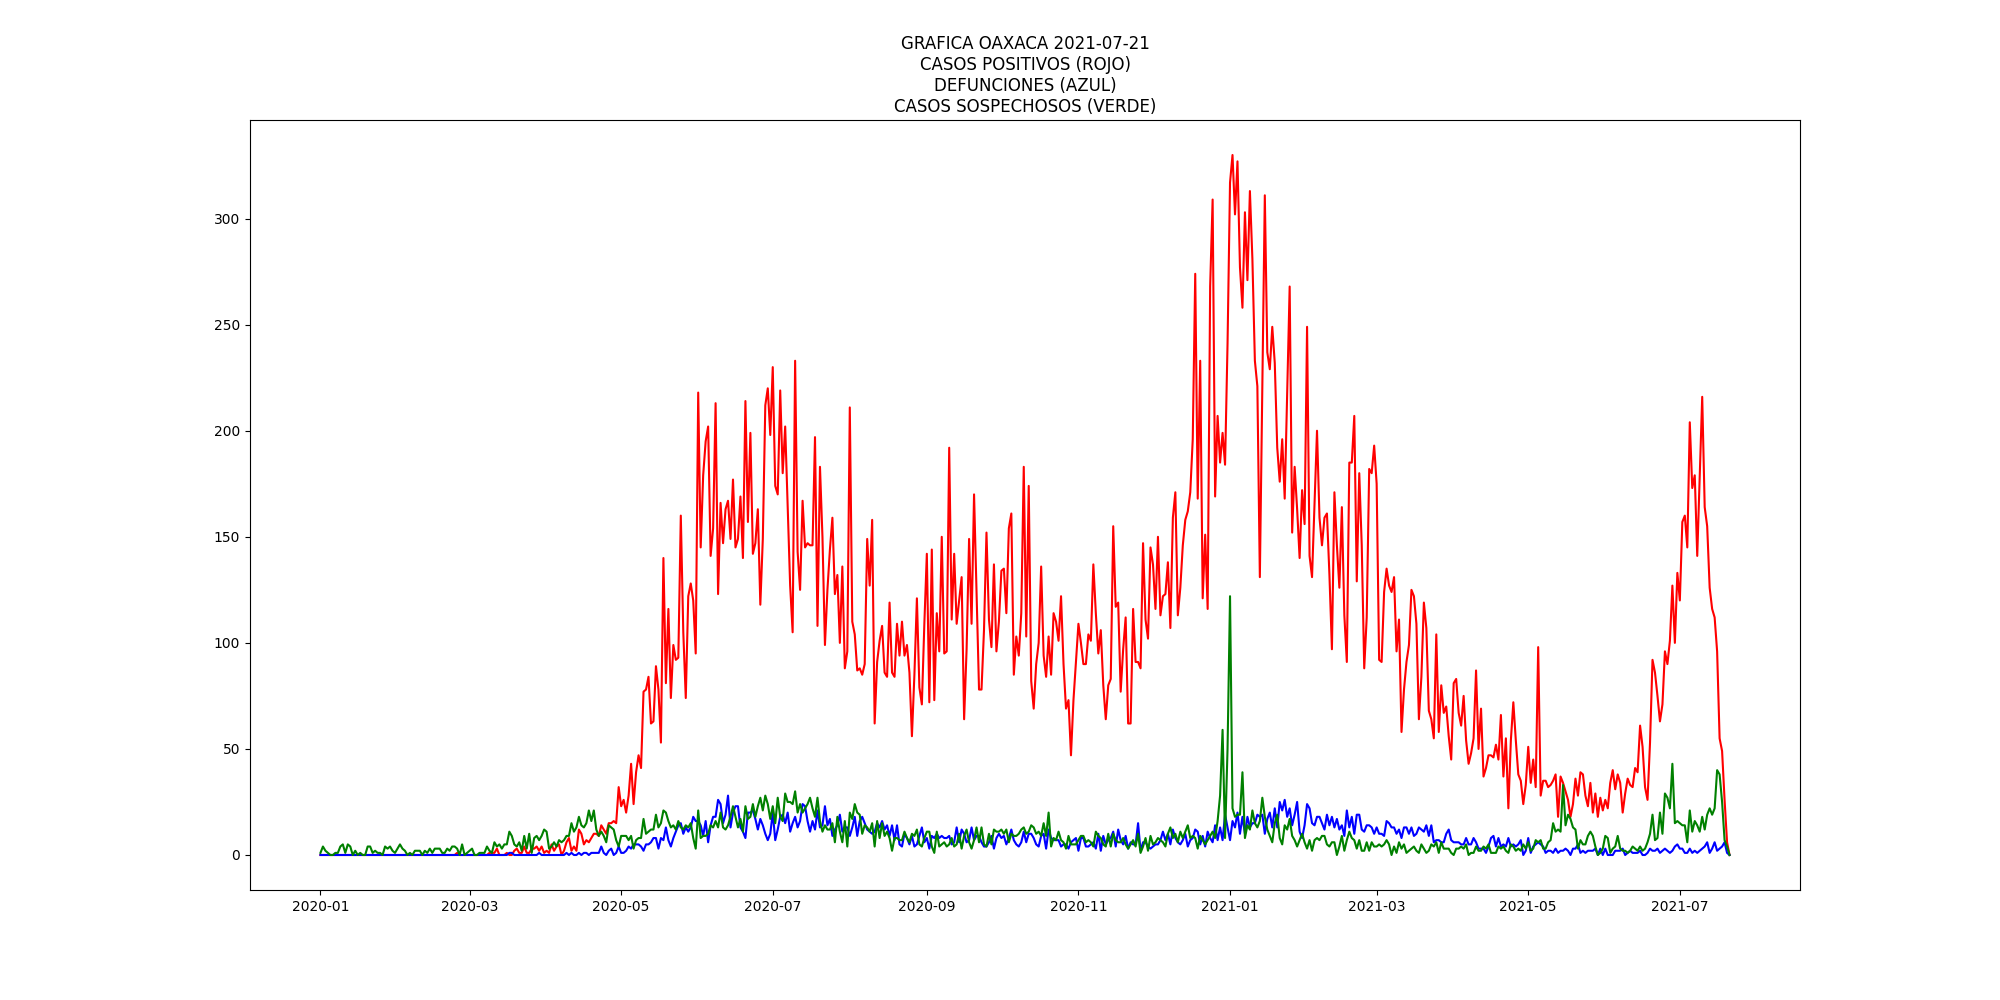 GRAFICA OAXACA 2021-07-21
CASOS POSITIVOS (ROJO)
DEFUNCIONES (AZUL)
CASOS SOSPECHOSOS (VERDE)
300
250
200
150
100
50
0
2020-01 2020-03 2020-05 2020-07 2020-09 2020-11 2021-01 2021-03 2021-05 2021-07